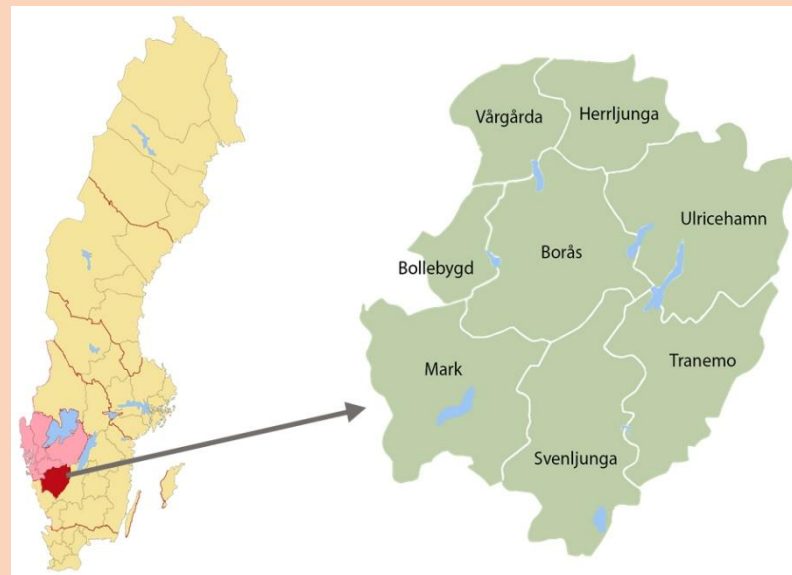 Vårgårda
Herrljunga
Ulricehamn
Borås
Bollebygd
Mark
Tranemo
Svenljunga